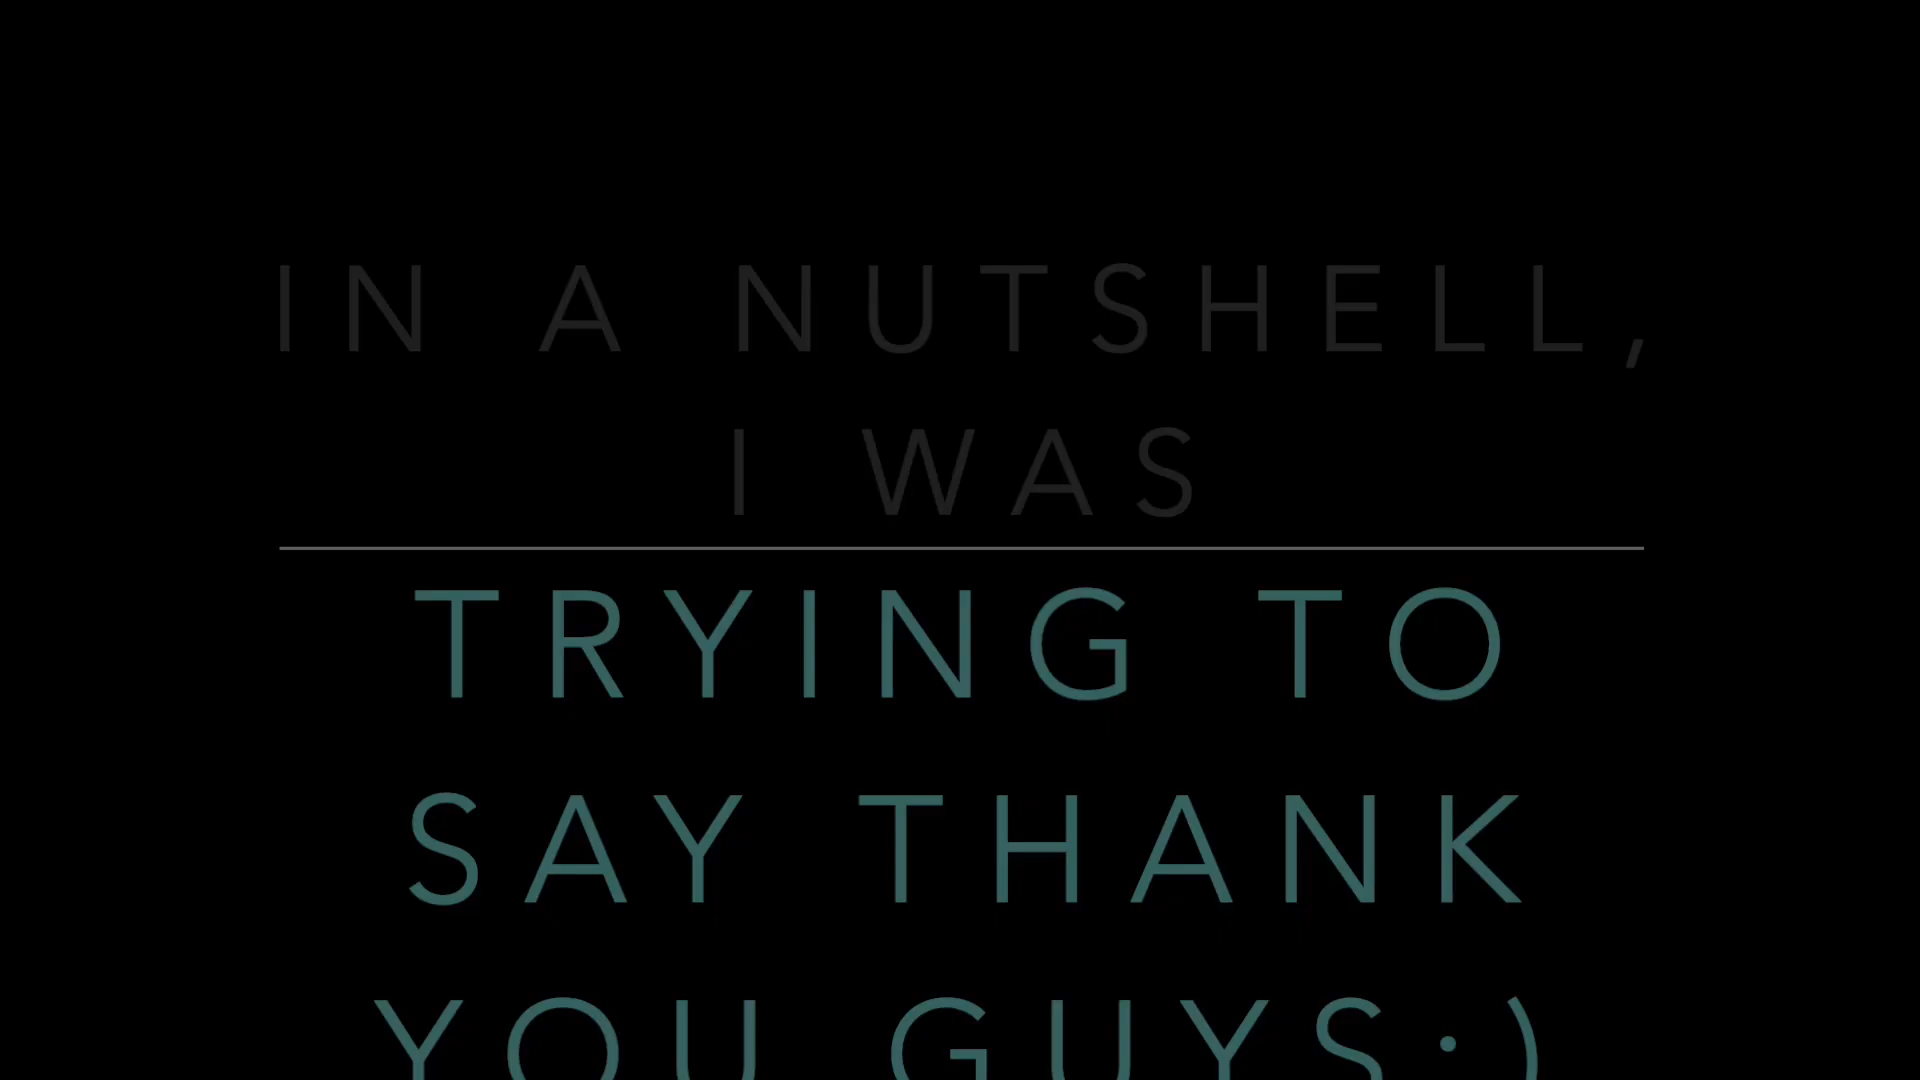 IN A NUTSHELL,
I WAS
TRYING TO
SAY THANK
YOU GUYS:)